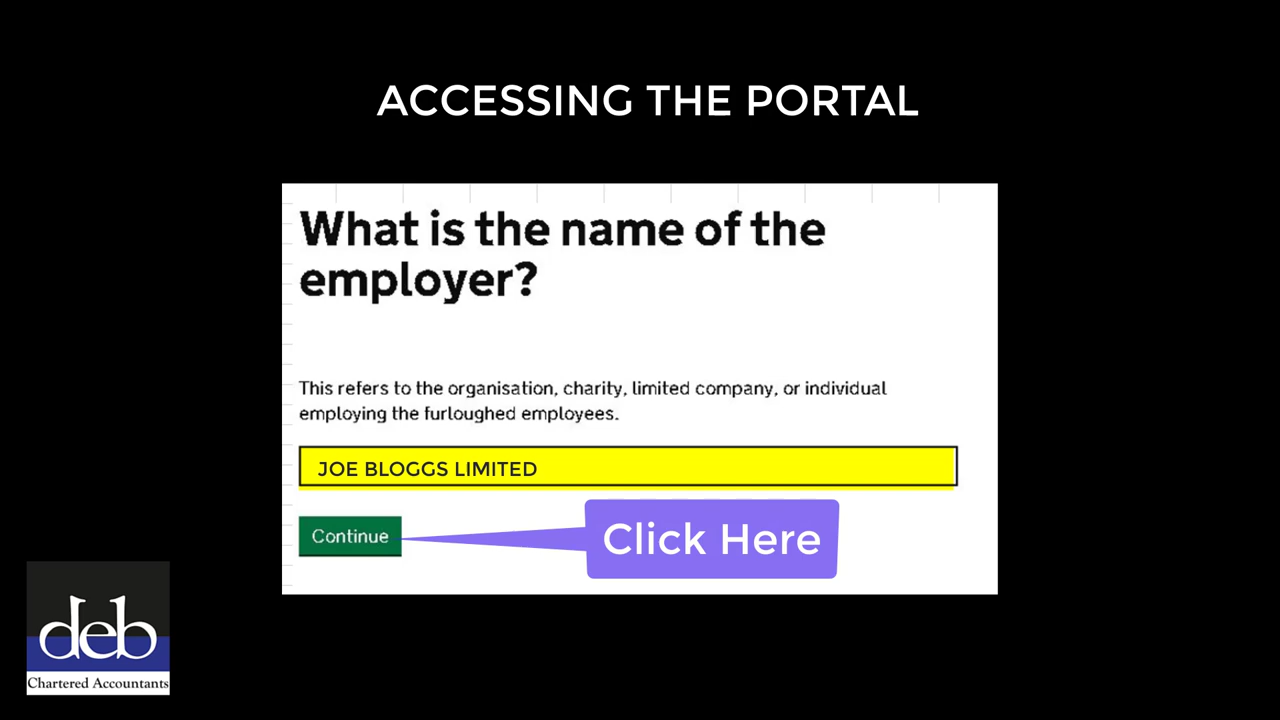 ACCESSING THE PORTAL
What is the name of the
employer?
This refers to the organisation, charity, limited company, or individual
employing the furloughed employees.
JOE BLOGGS LIMITED
Continue
Click Here
deb
Chartered Accountants